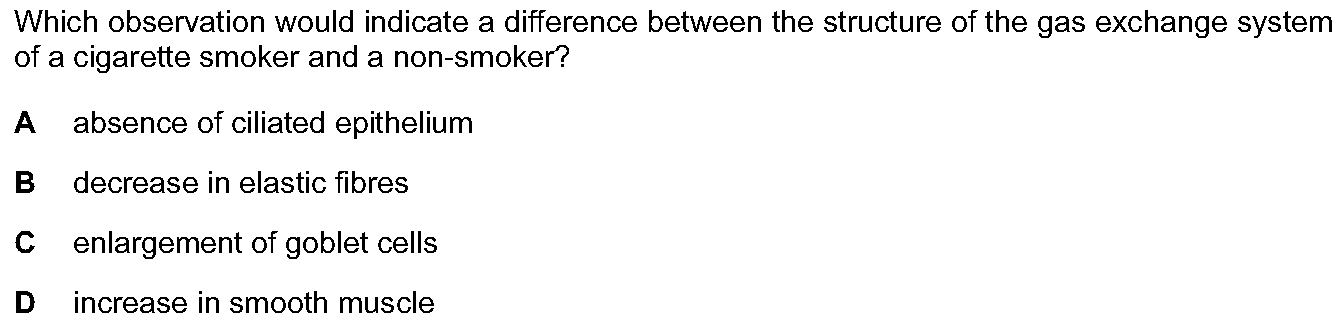 Which observation would indicate a difference between the structure of the gas exchange system
of a cigarette smoker and a non-smoker?
A absence of ciliated epithelium
B decrease in elastic fibres
C enlargement of goblet cells
D increase in smooth muscle